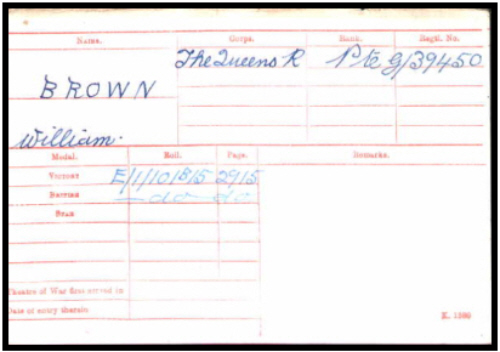 Name. Corps. Rank. Regtl. No.
The Queens R Pte G/39450
BROWN
William.
Medal. Roll. Page. Remarks.
Victory E/1/101B15 2915
British — do — do
Star
Theatre of War first served in
Date of entry therein
K. 1380